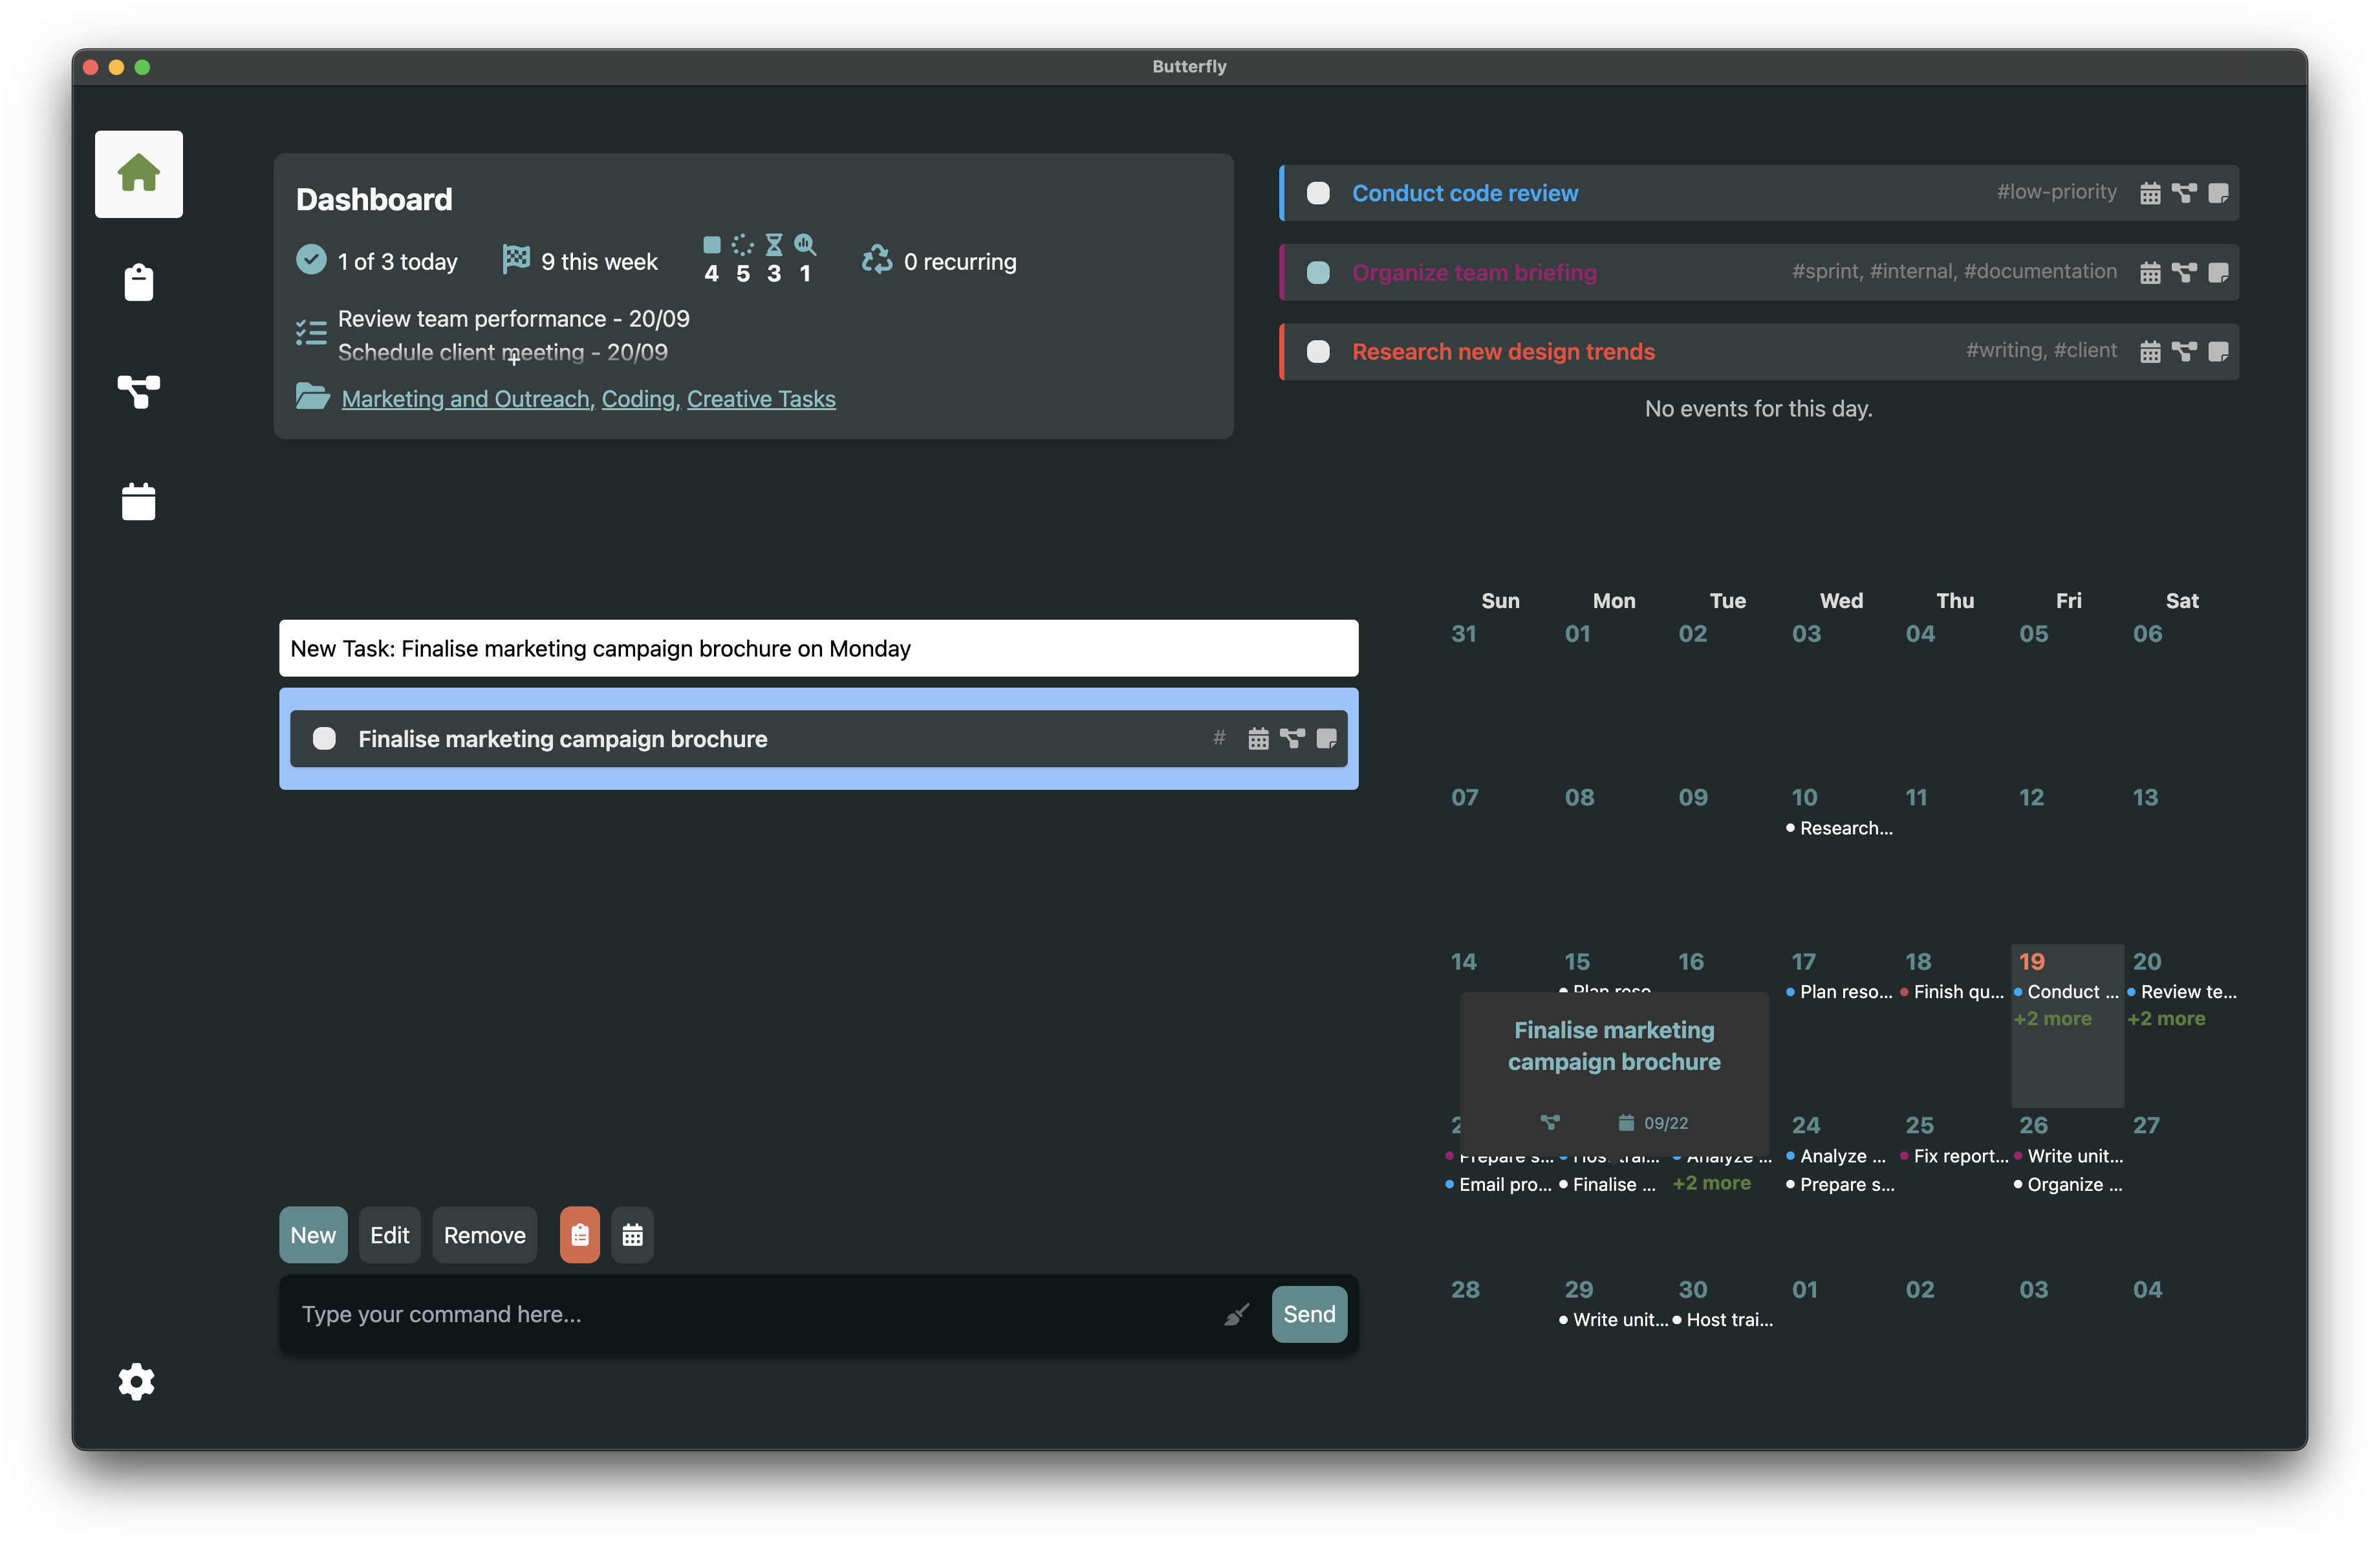 Butterfly
Dashboard
1 of 3 today
9 this week
4 5 3 1
0 recurring
Review team performance - 20/09
Schedule client meeting - 20/09
Marketing and Outreach, Coding, Creative Tasks
Conduct code review
#low-priority
Organize team briefing
#sprint, #internal, #documentation
Research new design trends
#writing, #client
No events for this day.
New Task: Finalise marketing campaign brochure on Monday
Finalise marketing campaign brochure
#
New Edit Remove
Type your command here...
Send
Sun Mon Tue Wed Thu Fri Sat
31 01 02 03 04 05 06
07 08 09 10 11 12 13
Research...
14 15 16 17 18 19 20
Plan reso... Plan reso... Finish qu... Conduct ... Review te...
+2 more +2 more
Finalise marketing
campaign brochure
09/22
24 25 26 27
Prepare s... Analyze ... Analyze ... Fix report... Write unit...
Email pro... Finalise ... +2 more Prepare s... Organize ...
28 29 30 01 02 03 04
Write unit... Host trai...